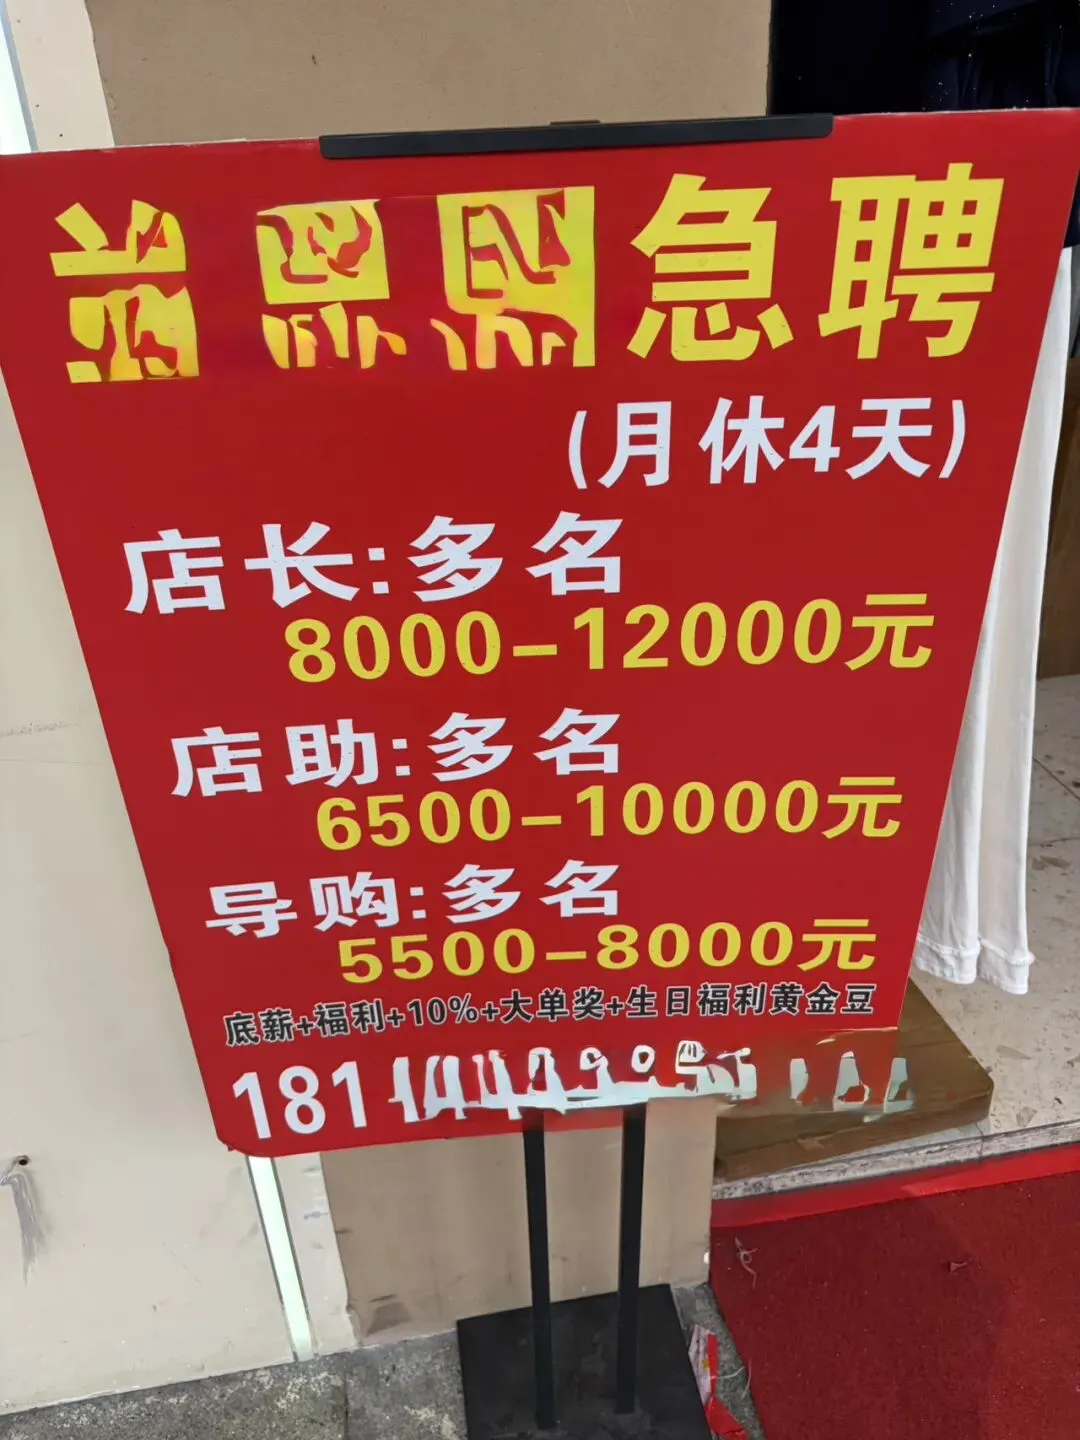 急聘
(月休4天)
店长:多名
8000-12000元
店助:多名
6500-10000元
导购:多名
5500-8000元
底薪+福利+10%+大单奖+生日福利黄金豆
181